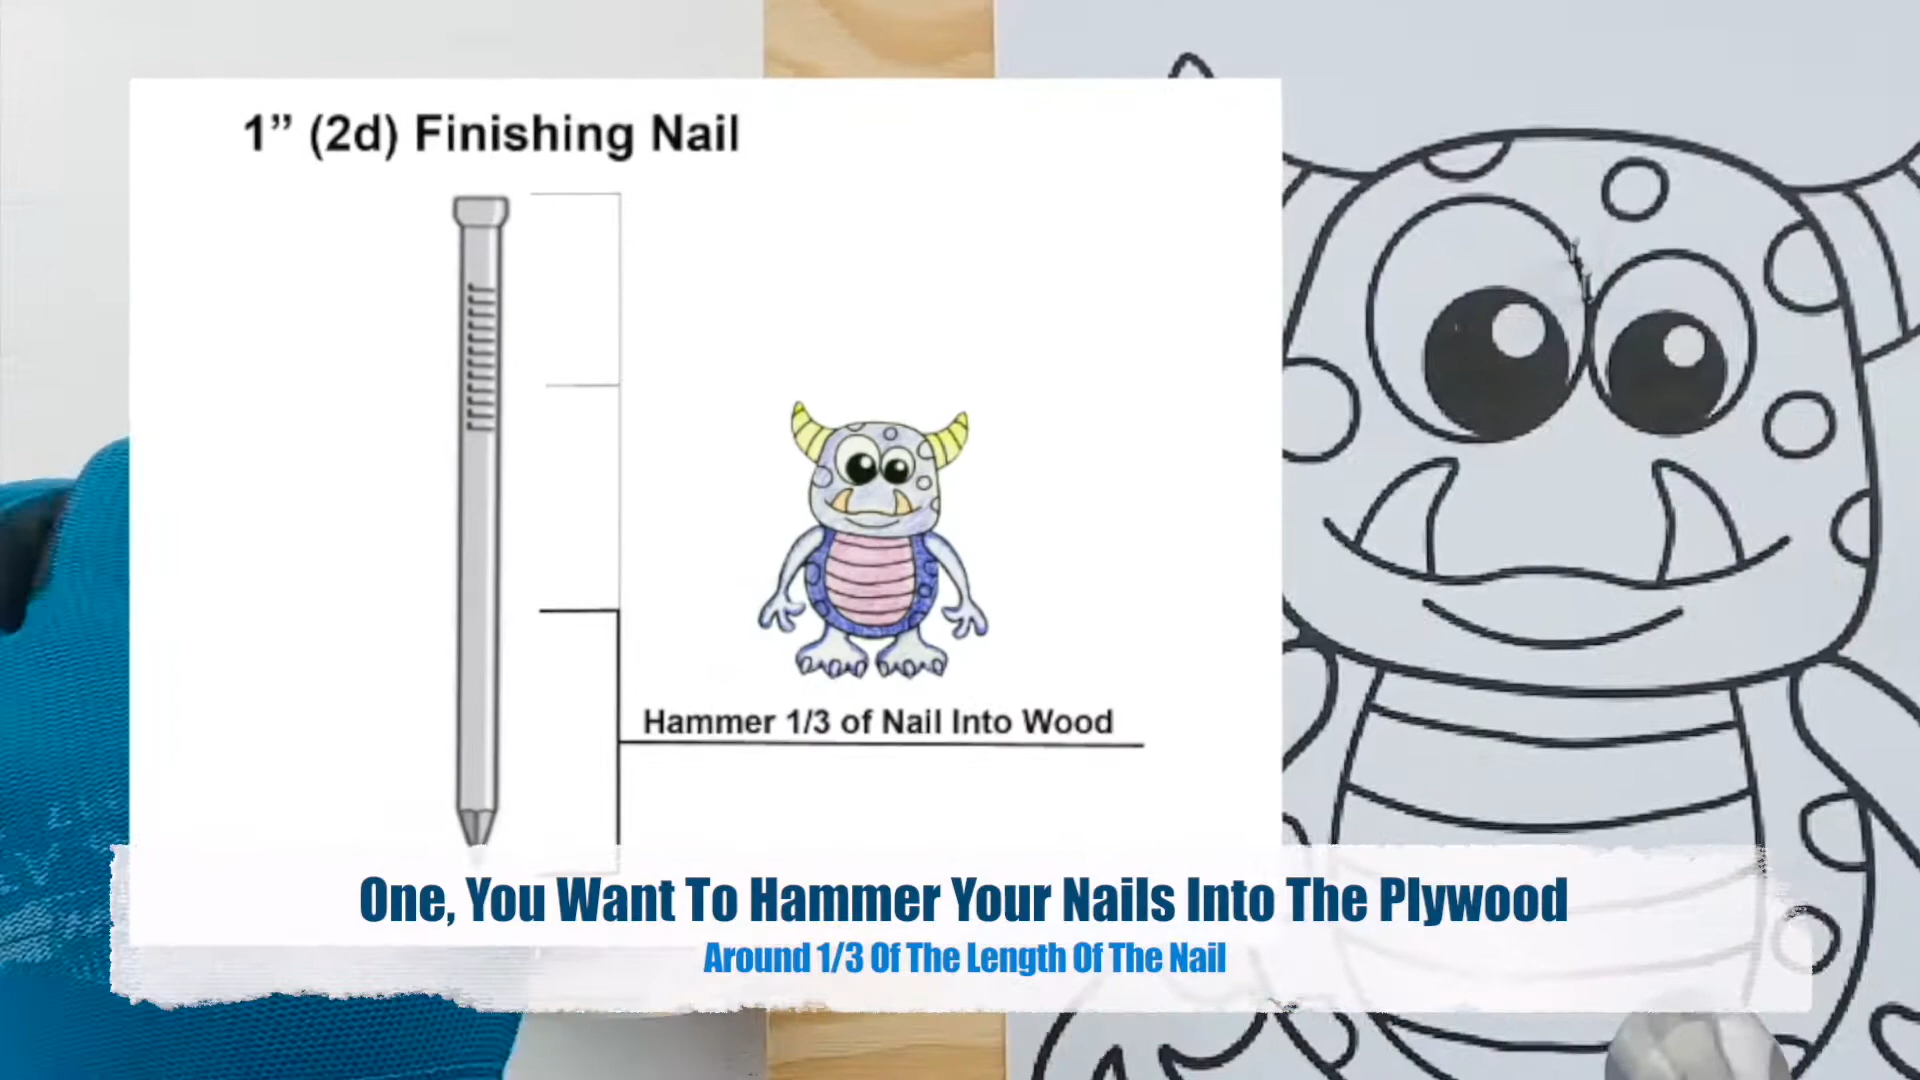 1” (2d) Finishing Nail
Hammer 1/3 of Nail Into Wood
One, You Want To Hammer Your Nails Into The Plywood
Around 1/3 Of The Length Of The Nail